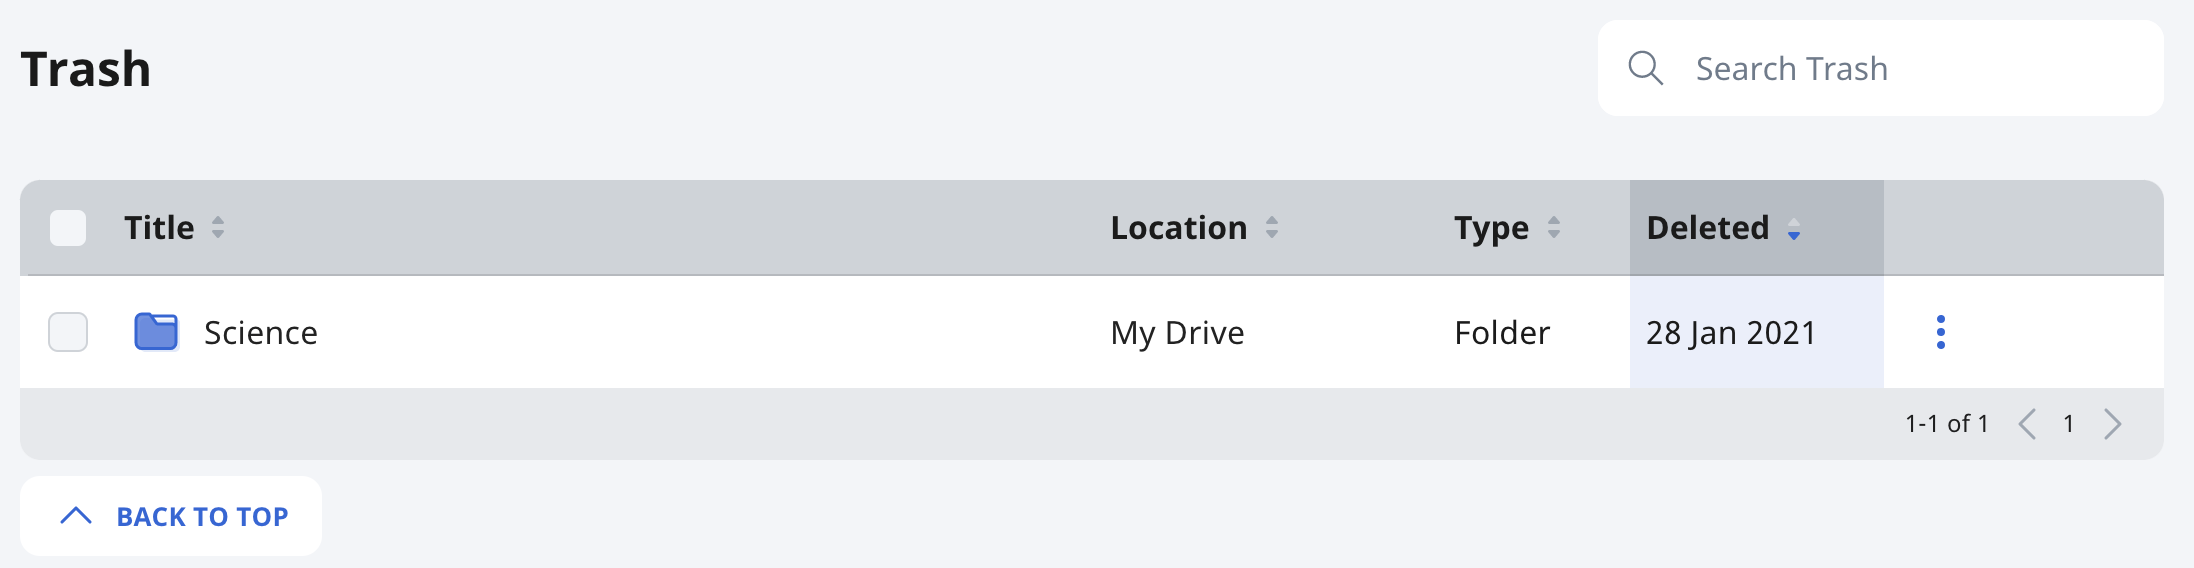 Trash
Search Trash
Title Location Type Deleted
Science My Drive Folder 28 Jan 2021
1-1 of 1 1
BACK TO TOP